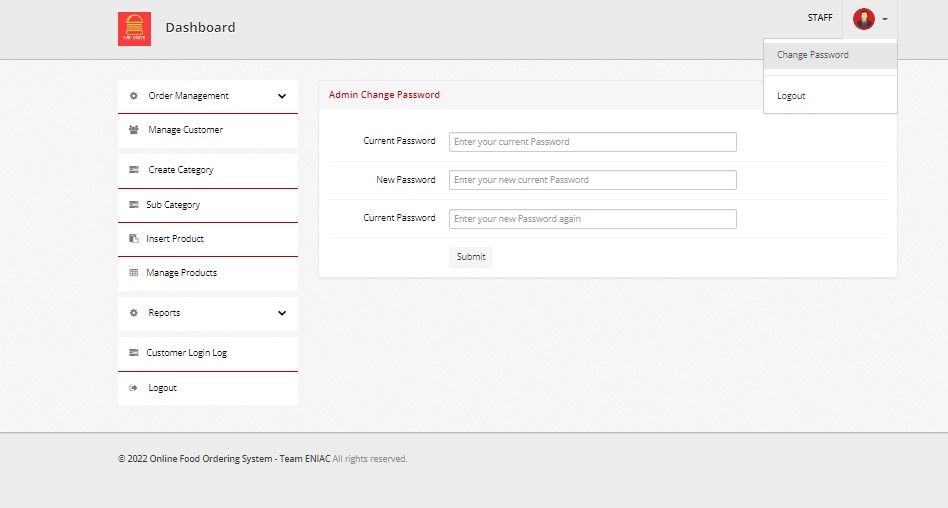 Dashboard
STAFF
Change Password
Logout
Order Management
Manage Customer
Create Category
Sub Category
Insert Product
Manage Products
Reports
Customer Login Log
Logout
Admin Change Password
Current Password
Enter your current Password
New Password
Enter your new current Password
Current Password
Enter your new Password again
Submit
© 2022 Online Food Ordering System - Team ENIAC All rights reserved.